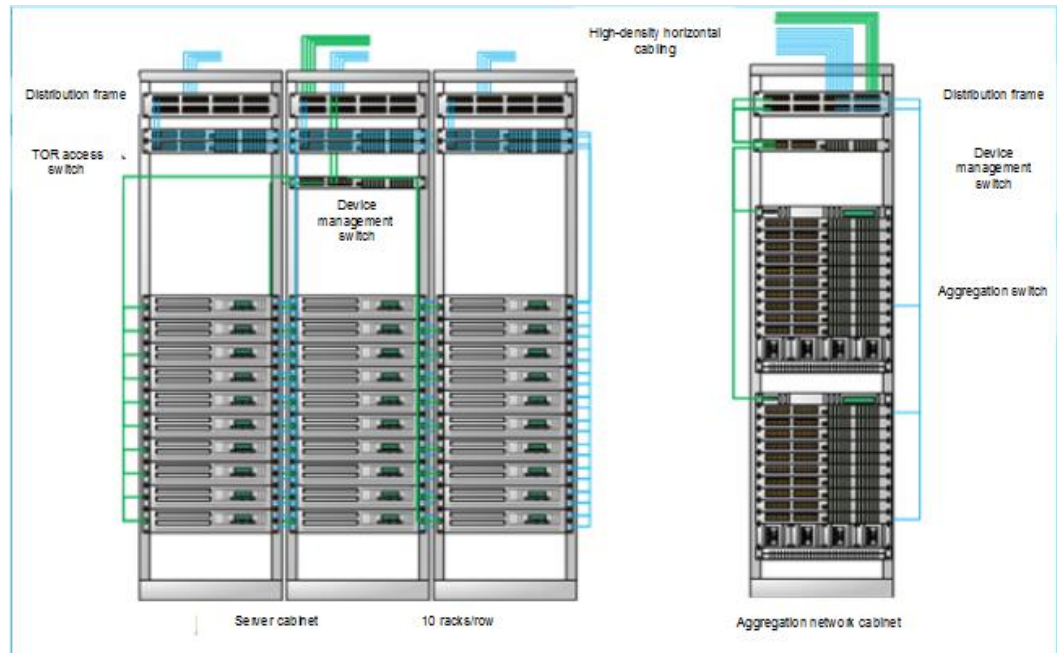 High-density horizontal
cabling
Distribution frame
TOR access
switch
Device
management
switch
Distribution frame
Device
management
switch
Aggregation switch
Server cabinet
10 racks/row
Aggregation network cabinet